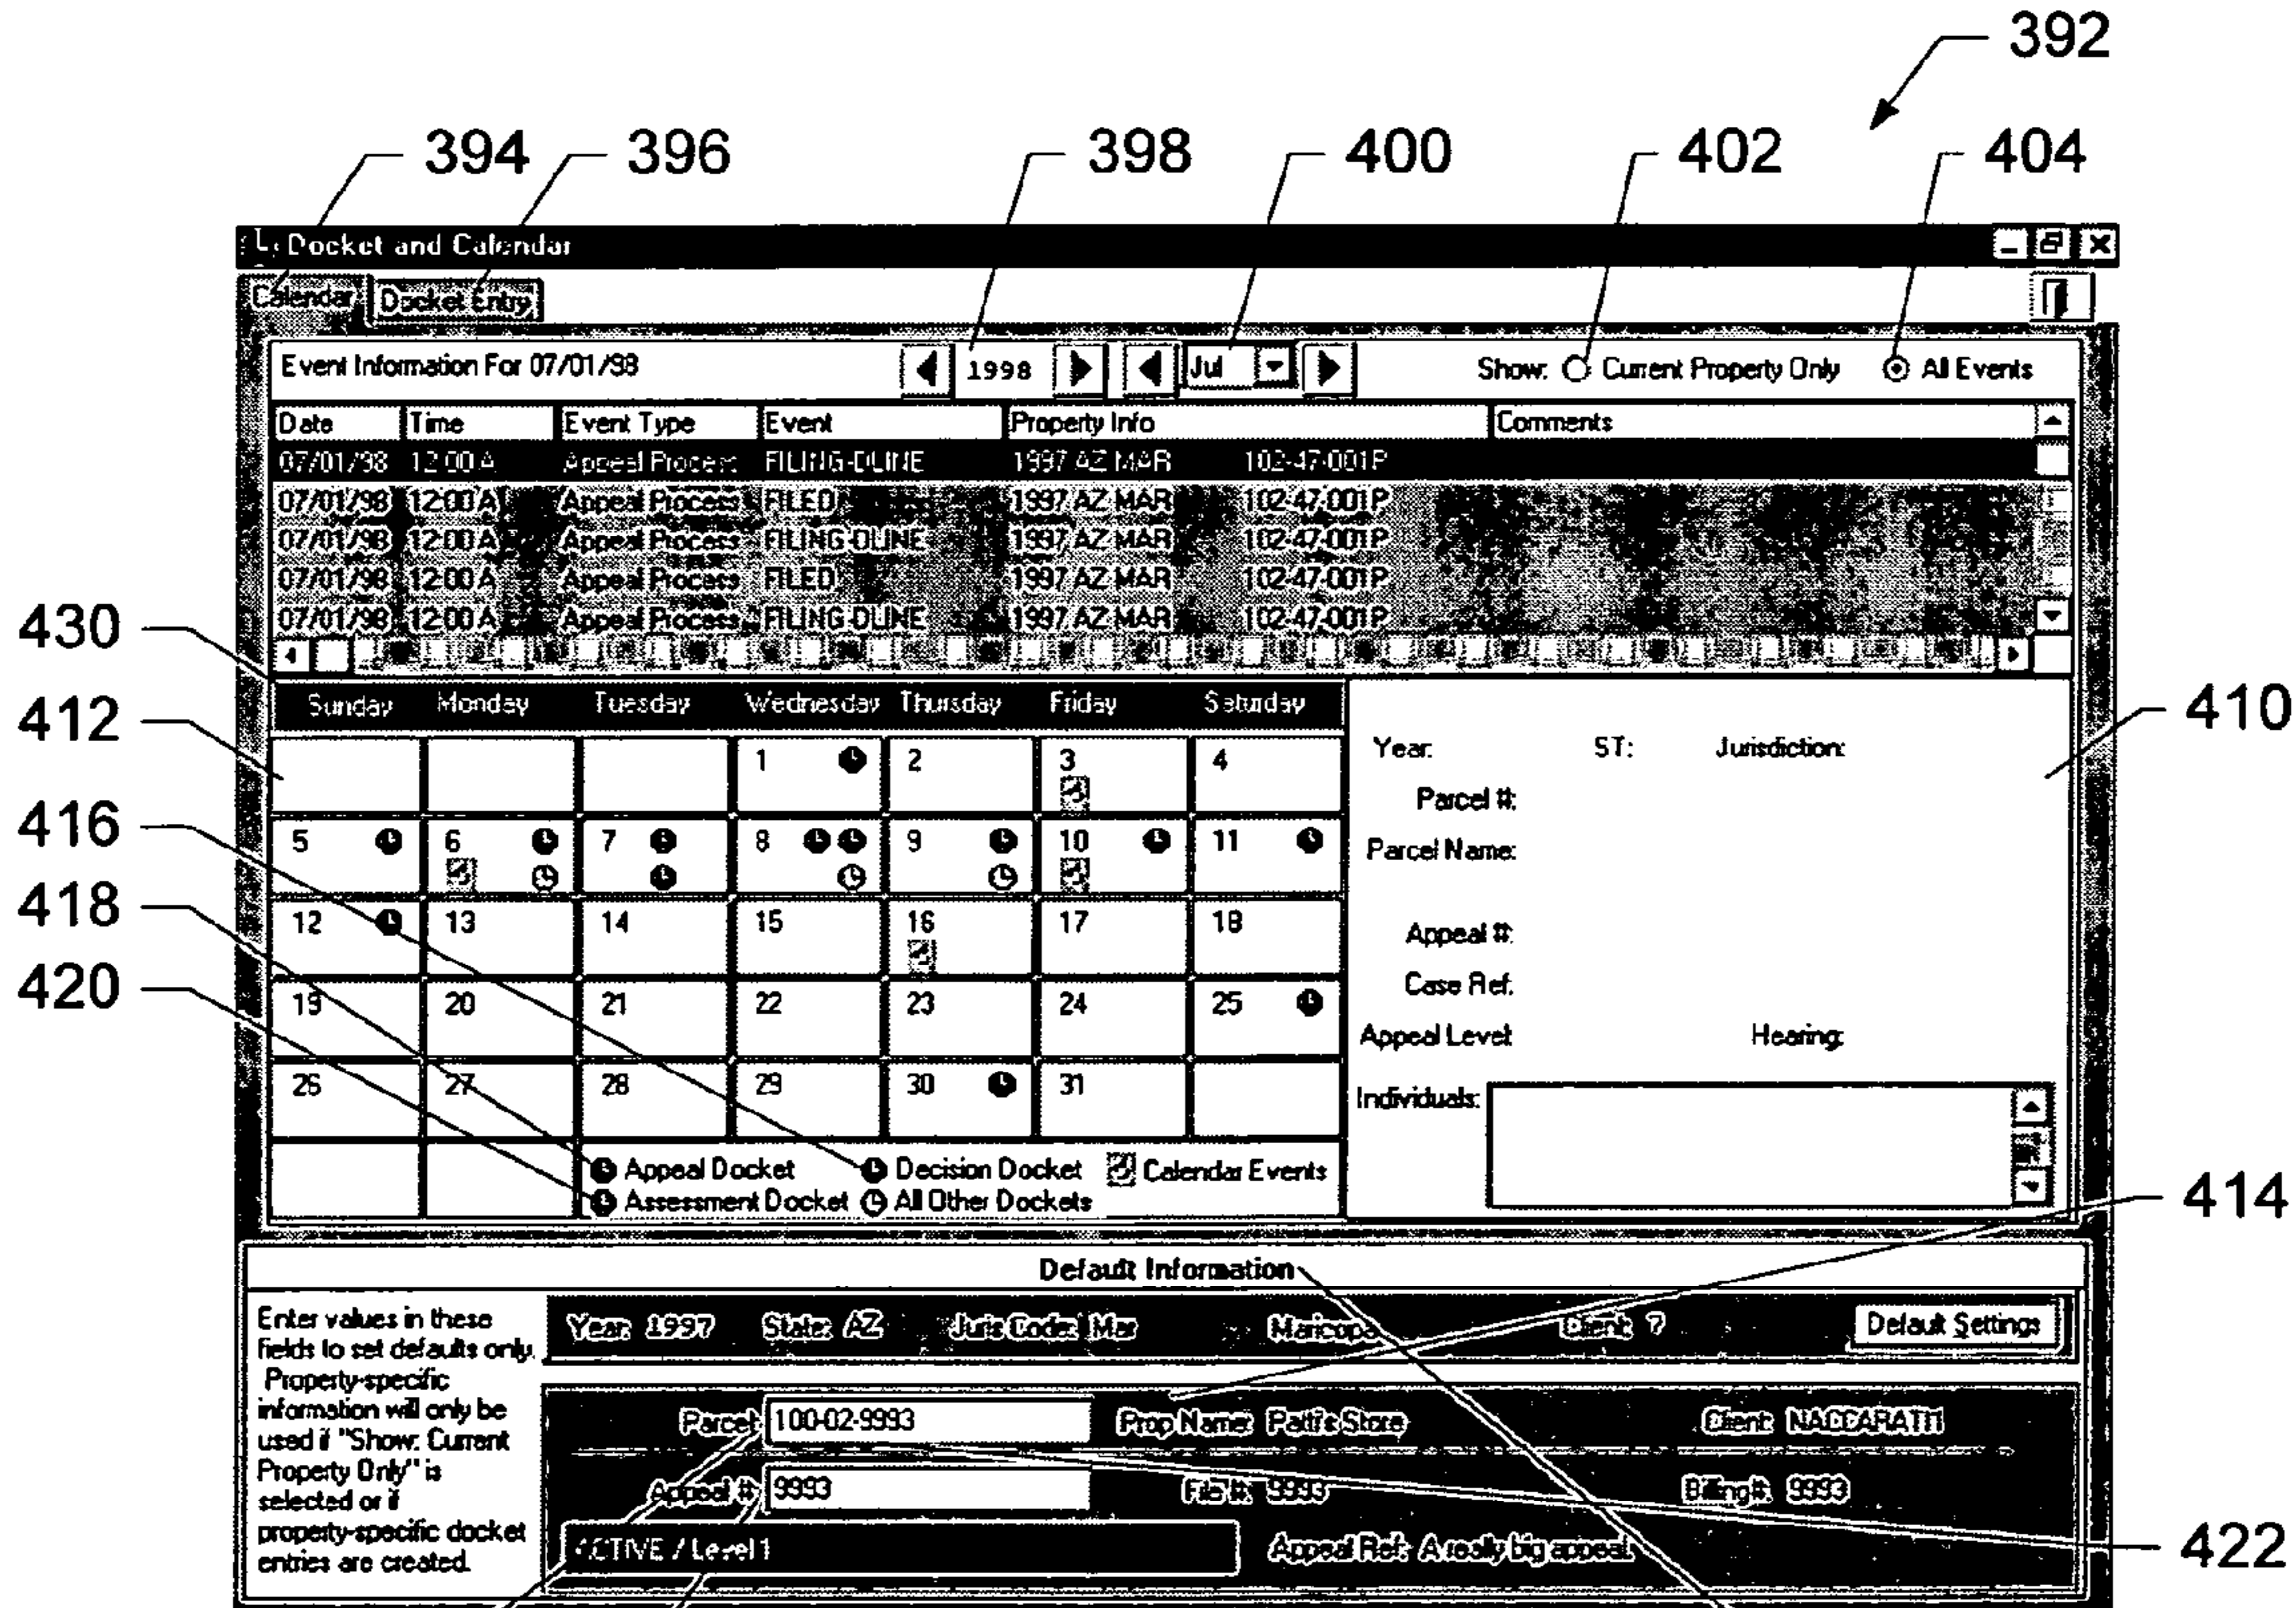 392
394 396 398 400 402 404
Docket and Calendar
Calendar Docket Entry
Event Information For 07/01/98 1998 Jul Show: Current Property Only All Events
Date Time Event Type Event Property Info Comments
07/01/98 12:00 A Appeal Process FILING-DLINE 1997 AZ MAR 102-47-001P
07/01/98 12:00 A Appeal Process FILED 1997 AZ MAR 102-47-001P
07/01/98 12:00 A Appeal Process FILING-DLINE 1997 AZ MAR 102-47-001P
07/01/98 12:00 A Appeal Process FILED 1997 AZ MAR 102-47-001P
07/01/98 12:00 A Appeal Process FILING-DLINE 1997 AZ MAR 102-47-001P
430
412
416
418
420
Sunday Monday Tuesday Wednesday Thursday Friday Saturday
1 2 3 4
5 6 7 8 9 10 11
12 13 14 15 16 17 18
19 20 21 22 23 24 25
26 27 28 29 30 31
Appeal Docket Decision Docket Calendar Events
Assessment Docket All Other Dockets
410
Year: ST: Jurisdiction:
Parcel #:
Parcel Name:
Appeal #:
Case Ref:
Appeal Level: Hearing:
Individuals:
414
Default Information
Enter values in these
fields to set defaults only.
Property-specific
information will only be
used if "Show: Current
Property Only" is
selected or if
property-specific docket
entries are created.
Year: 1997 State: AZ Juris Code: Mar Maricopa Client: ? Default Settings
Parcel: 100-02-9993 Prop Name: Patti's Store Client: NACCARATI1
Appeal #: 9993 File #: 9993 Billing#: 9993
ACTIVE / Level 1 Appeal Ref: A really big appeal.
422